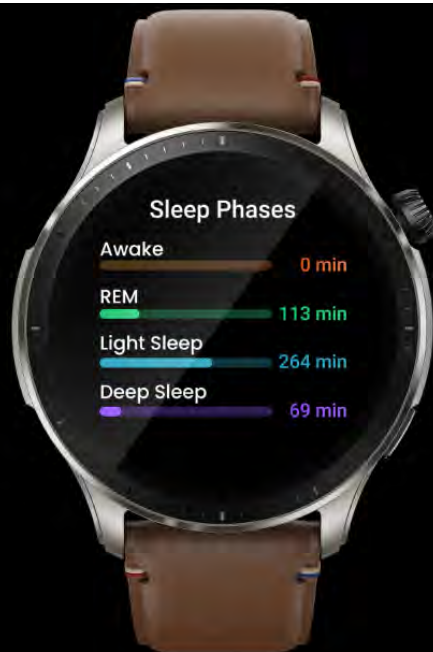 Sleep Phases
Awake
0 min
REM
113 min
Light Sleep
264 min
Deep Sleep
69 min